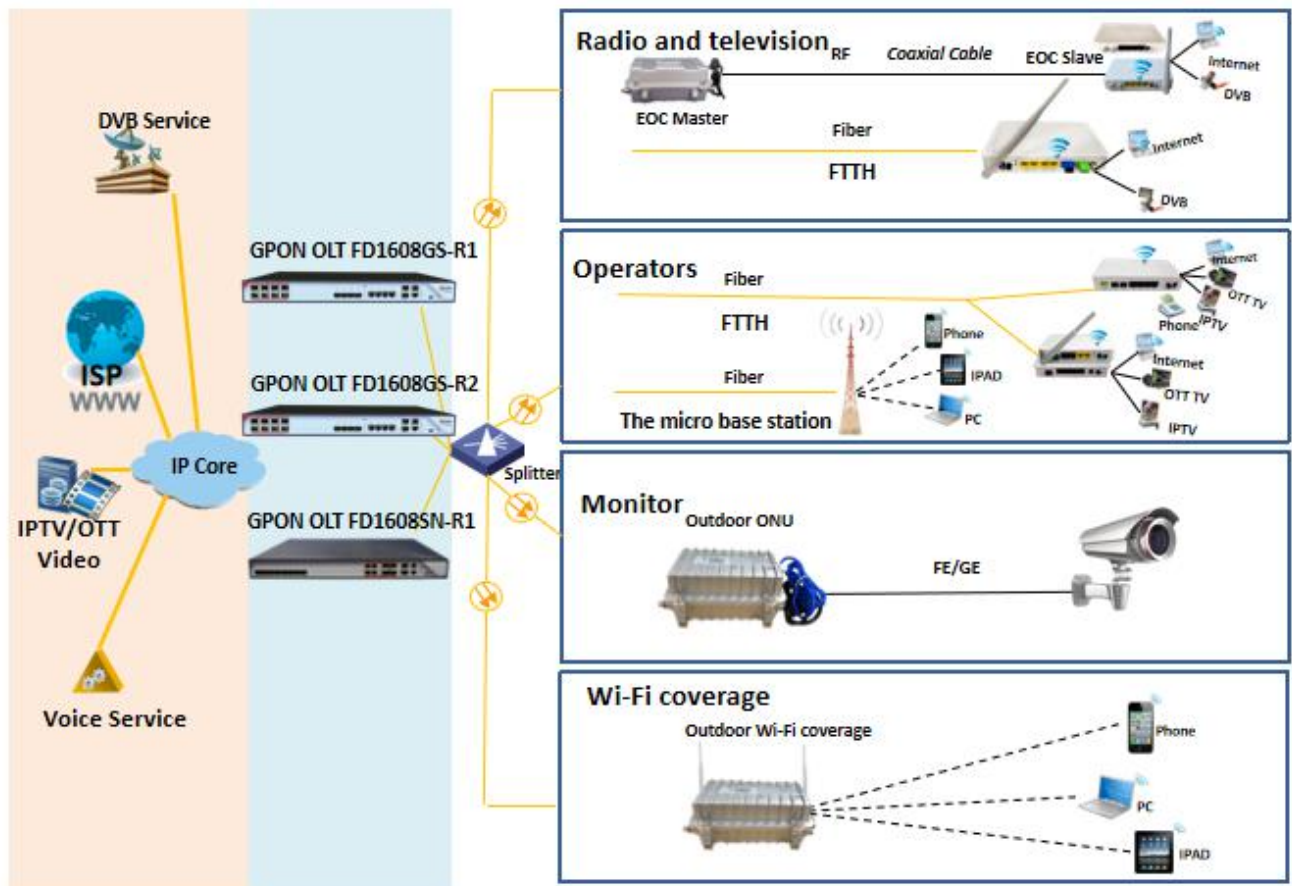 DVB Service
ISP
WWW
IP Core
IPTV/OTT
Video
Voice Service
GPON OLT FD1608GS-R1
GPON OLT FD1608GS-R2
GPON OLT FD1608SN-R1
Splitter
Radio and television
RF
Coaxial Cable
EOC Slave
Internet
DVB
EOC Master
Fiber
FTTH
Internet
DVB
Operators
Fiber
FTTH
Internet
OTT TV
IPTV
Phone
Phone
IPAD
PC
Fiber
The micro base station
Internet
OTT TV
IPTV
Monitor
Outdoor ONU
FE/GE
Wi-Fi coverage
Outdoor Wi-Fi coverage
Phone
PC
IPAD